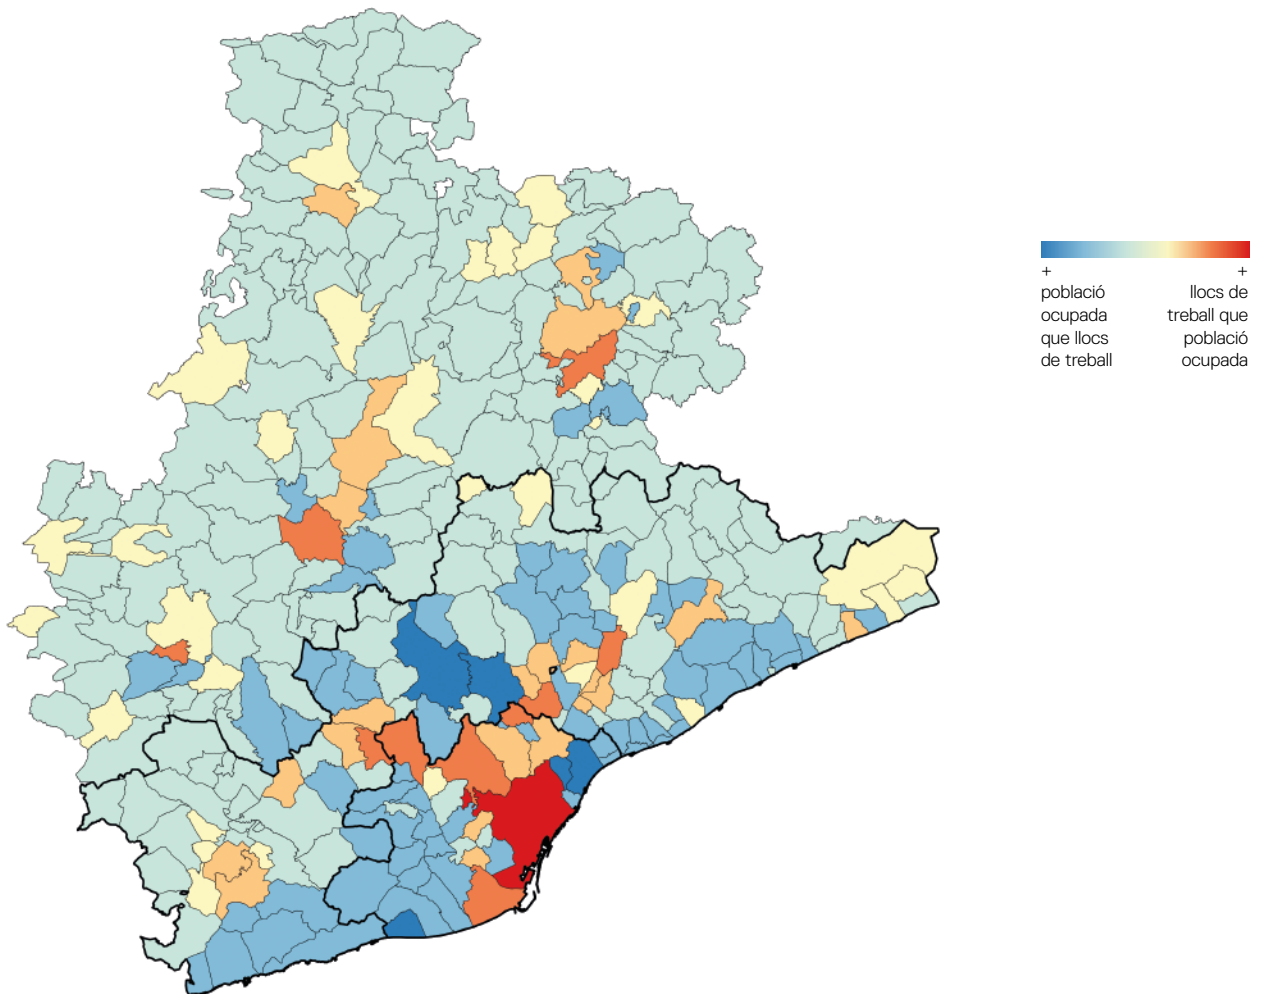 +
població
ocupada
que llocs
de treball
+
llocs de
treball que
població
ocupada